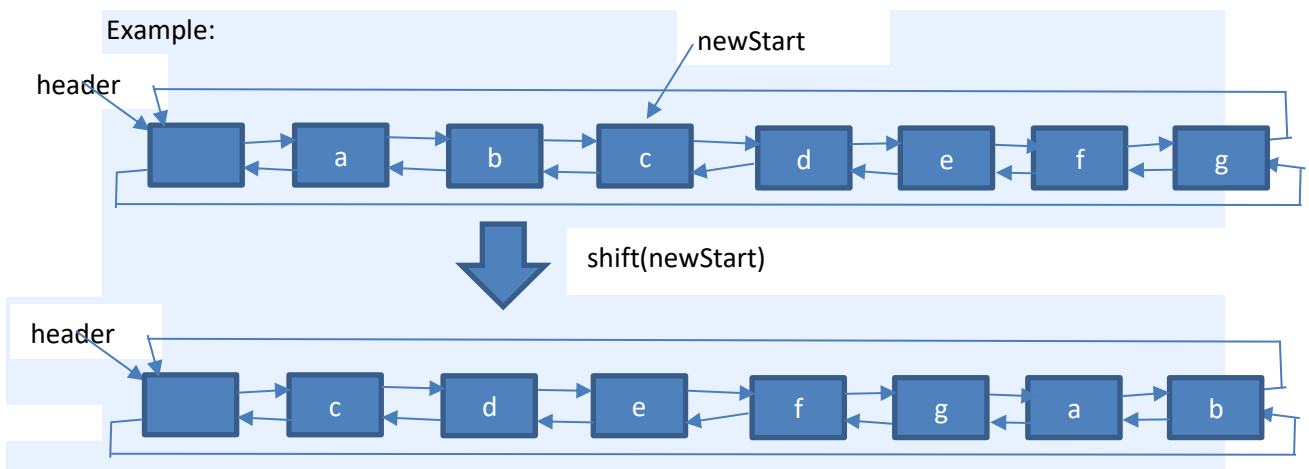 Example:
newStart
header
a b c d e f g
shift(newStart)
header
c d e f g a b